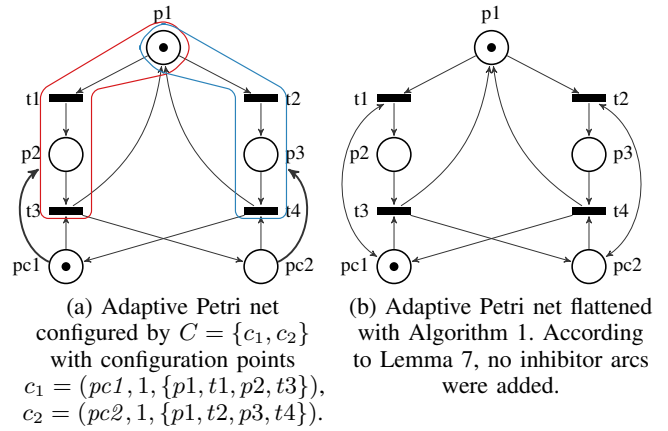 p1
p1
t1
t2
t1
t2
p2
p3
p2
p3
t3
t4
t3
t4
pc1
pc2
pc1
pc2
(a) Adaptive Petri net
configured by C = {c₁, c₂}
with configuration points
c₁ = (pc1, 1, {p1, t1, p2, t3}),
c₂ = (pc2, 1, {p1, t2, p3, t4}).
(b) Adaptive Petri net flattened
with Algorithm 1. According
to Lemma 7, no inhibitor arcs
were added.